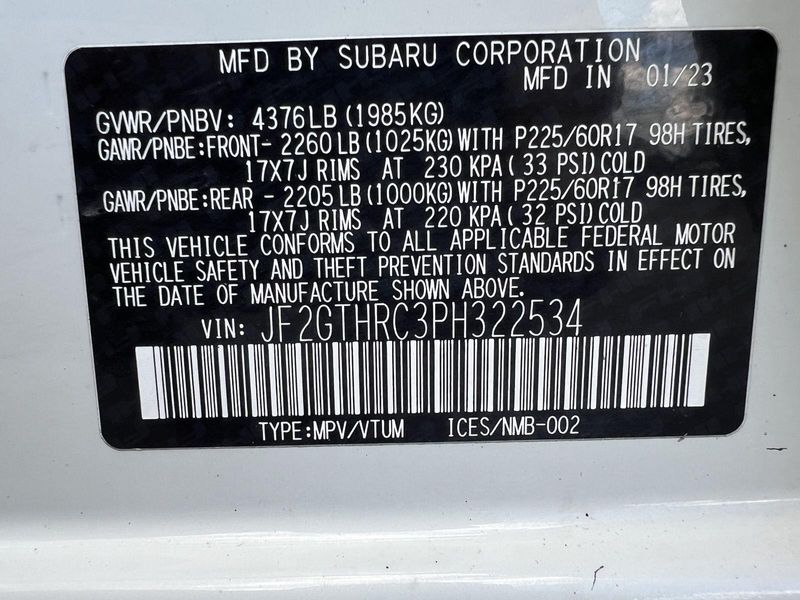 MFD BY SUBARU CORPORATION
MFD IN 01/23
GVWR/PNBV: 4376LB (1985KG)
GAWR/PNBE:FRONT- 2260 LB (1025KG) WITH P225/60R17 98H TIRES,
17X7J RIMS AT 230 KPA ( 33 PSI) COLD
GAWR/PNBE:REAR - 2205 LB (1000KG) WITH P225/60R17 98H TIRES,
17X7J RIMS AT 220 KPA ( 32 PSI) COLD
THIS VEHICLE CONFORMS TO ALL APPLICABLE FEDERAL MOTOR
VEHICLE SAFETY AND THEFT PREVENTION STANDARDS IN EFFECT ON
THE DATE OF MANUFACTURE SHOWN ABOVE.
VIN: JF2GTHRC3PH322534
TYPE:MPV/VTUM ICES/NMB-002